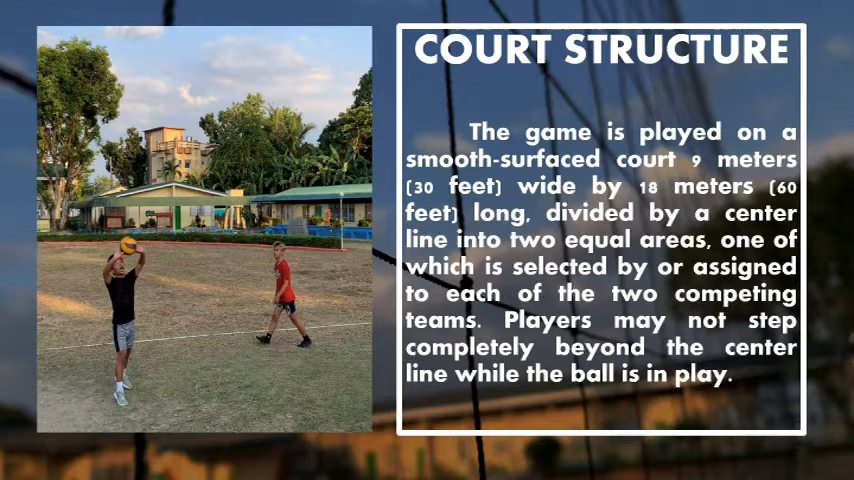 COURT STRUCTURE
The game is played on a
smooth-surfaced court 9 meters
(30 feet) wide by 18 meters (60
feet) long, divided by a center
line into two equal areas, one of
which is selected by or assigned
to each of the two competing
teams. Players may not step
completely beyond the center
line while the ball is in play.